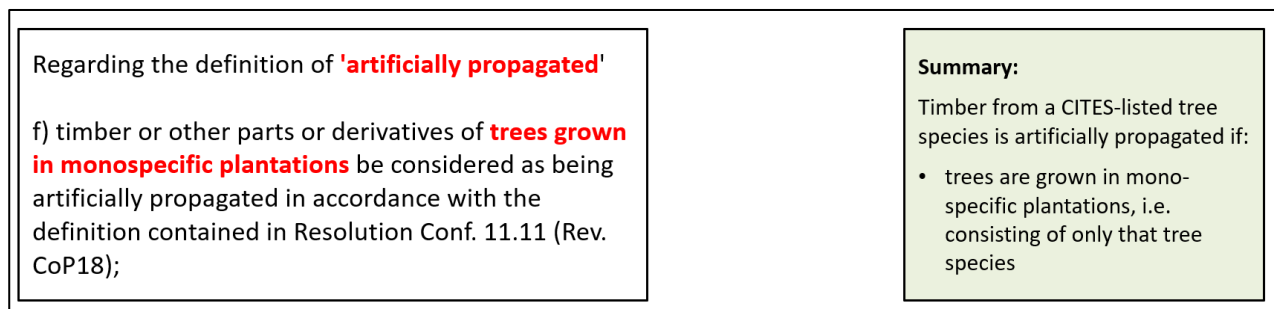 Regarding the definition of 'artificially propagated'
f) timber or other parts or derivatives of trees grown
in monospecific plantations be considered as being
artificially propagated in accordance with the
definition contained in Resolution Conf. 11.11 (Rev.
CoP18);
Summary:
Timber from a CITES-listed tree
species is artificially propagated if:
• trees are grown in mono-
specific plantations, i.e.
consisting of only that tree
species